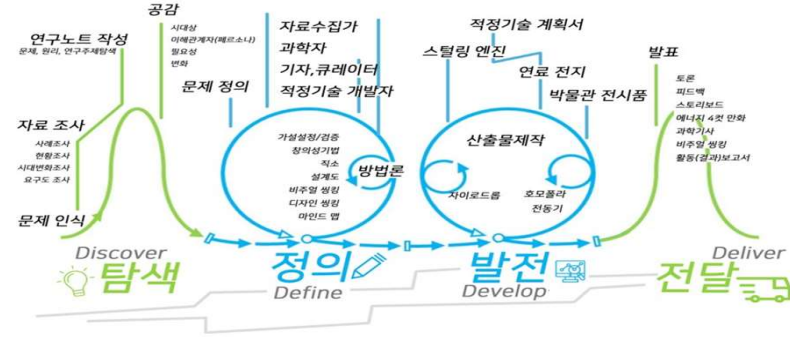 공감
시대상
이해관계자(페르소나)
필요성
변화
연구노트 작성
문제, 원리, 연구주제탐색
자료 조사
사례조사
현황조사
시대변화조사
요구도 조사
문제 인식
Discover
탐색
문제 정의
자료수집가
과학자
기자,큐레이터
적정기술 개발자
가설설정/검증
창의성기법
직소
설계도
비주얼 씽킹
디자인 씽킹
마인드 맵
방법론
정의
Define
적정기술 계획서
스털링 엔진
연료 전지
박물관 전시품
산출물제작
자이로드롭
호모폴라
전동기
발전
Develop
발표
토론
피드백
스토리보드
에너지 4컷 만화
과학기사
비주얼 씽킹
활동(결과)보고서
Deliver
전달